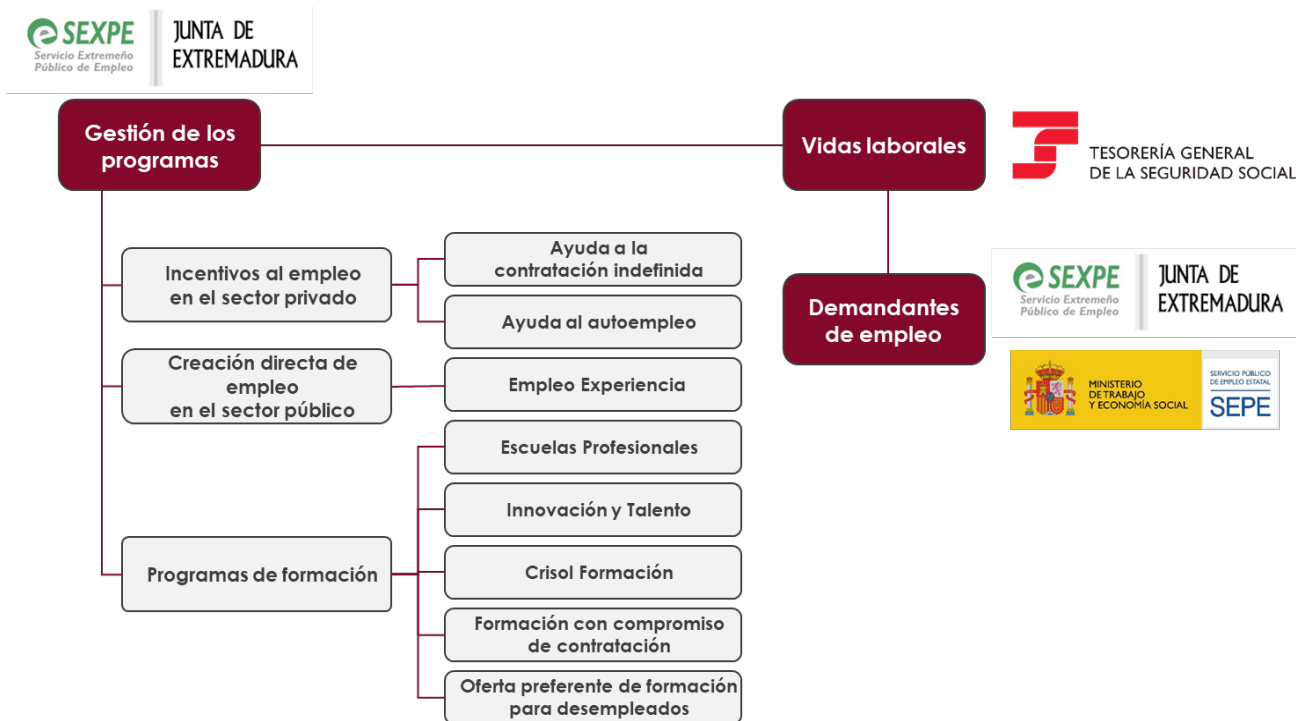 SEXPE
Servicio Extremeño
Público de Empleo
JUNTA DE
EXTREMADURA
Gestión de los
programas
Vidas laborales
TESORERÍA GENERAL
DE LA SEGURIDAD SOCIAL
Incentivos al empleo
en el sector privado
Ayuda a la
contratación indefinida
Ayuda al autoempleo
Demandantes
de empleo
SEXPE
Servicio Extremeño
Público de Empleo
JUNTA DE
EXTREMADURA
Creación directa de
empleo
en el sector público
Empleo Experiencia
MINISTERIO
DE TRABAJO
Y ECONOMÍA SOCIAL
SERVICIO PÚBLICO
DE EMPLEO ESTATAL
SEPE
Programas de formación
Escuelas Profesionales
Innovación y Talento
Crisol Formación
Formación con compromiso
de contratación
Oferta preferente de formación
para desempleados